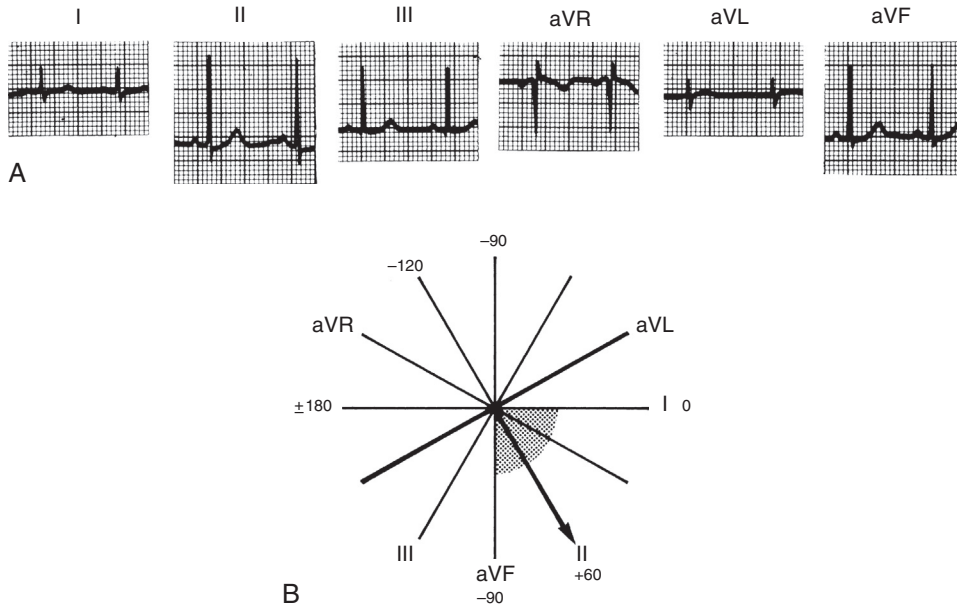 I II III aVR aVL aVF
A
–90
–120
aVR aVL
±180 I 0
III II
aVF +60
B –90